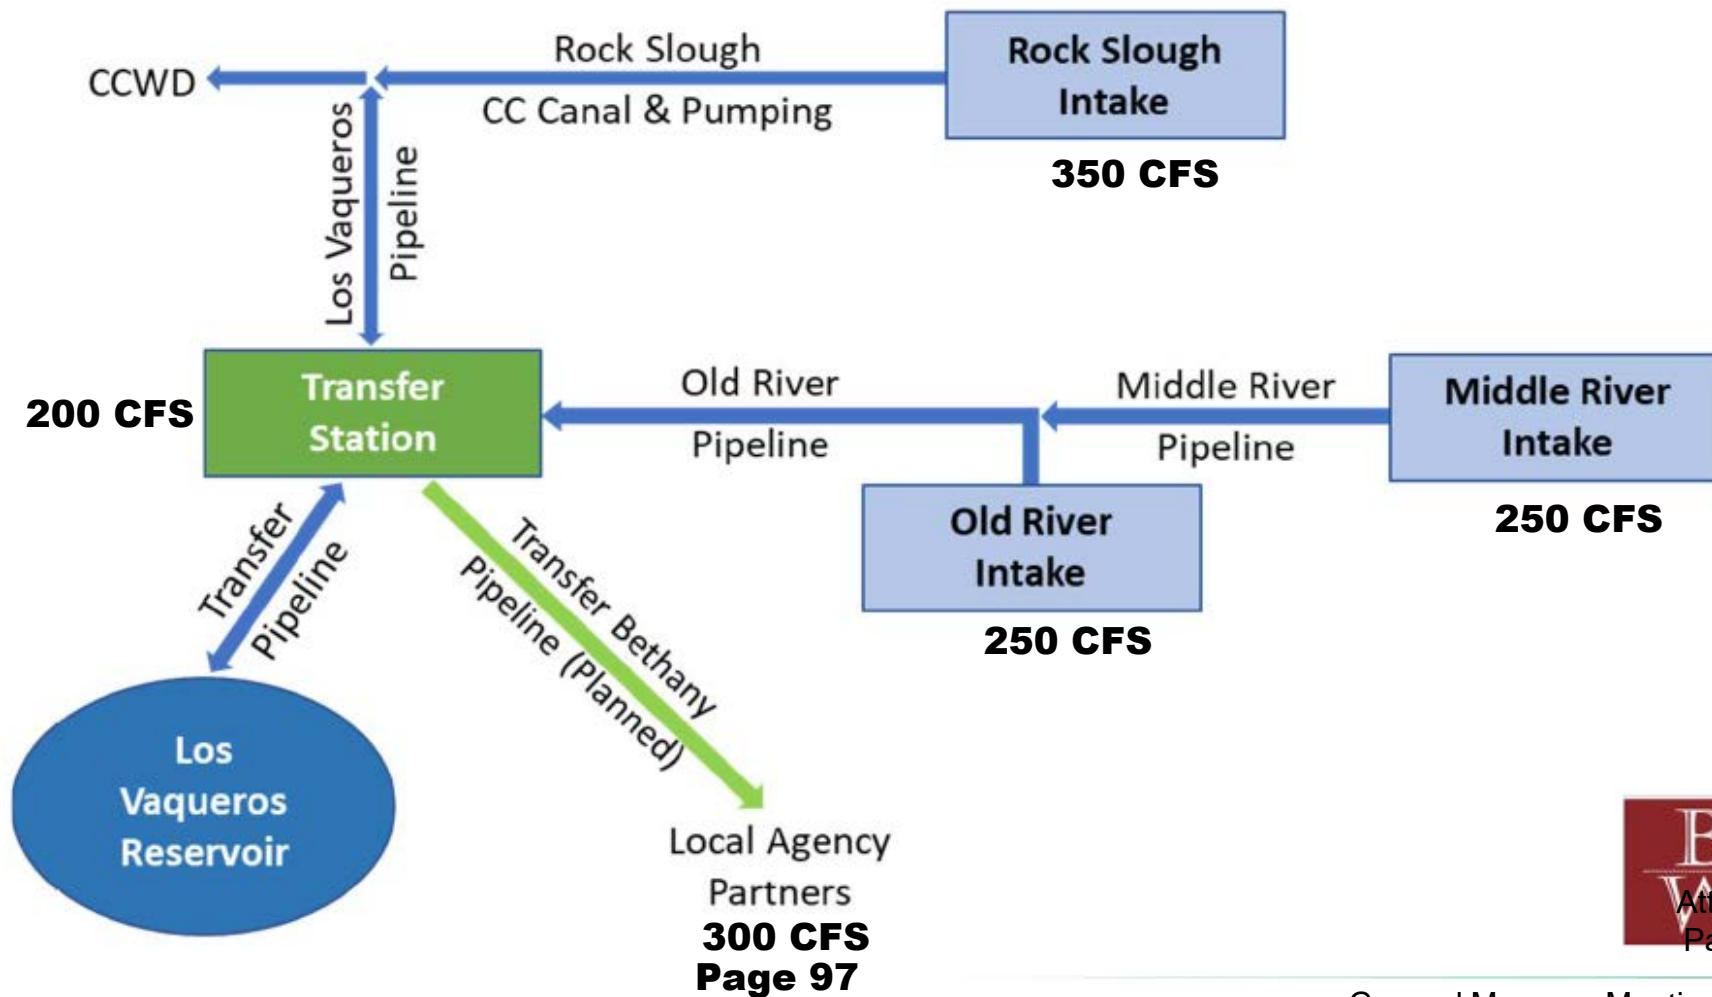 CCWD
Rock Slough
CC Canal & Pumping
Rock Slough
Intake
350 CFS
Los Vaqueros
Pipeline
200 CFS
Transfer
Station
Old River
Pipeline
Middle River
Pipeline
Middle River
Intake
250 CFS
Old River
Intake
250 CFS
Transfer
Pipeline
Transfer Bethany
Pipeline (Planned)
Los
Vaqueros
Reservoir
Local Agency
Partners
300 CFS
Page 97